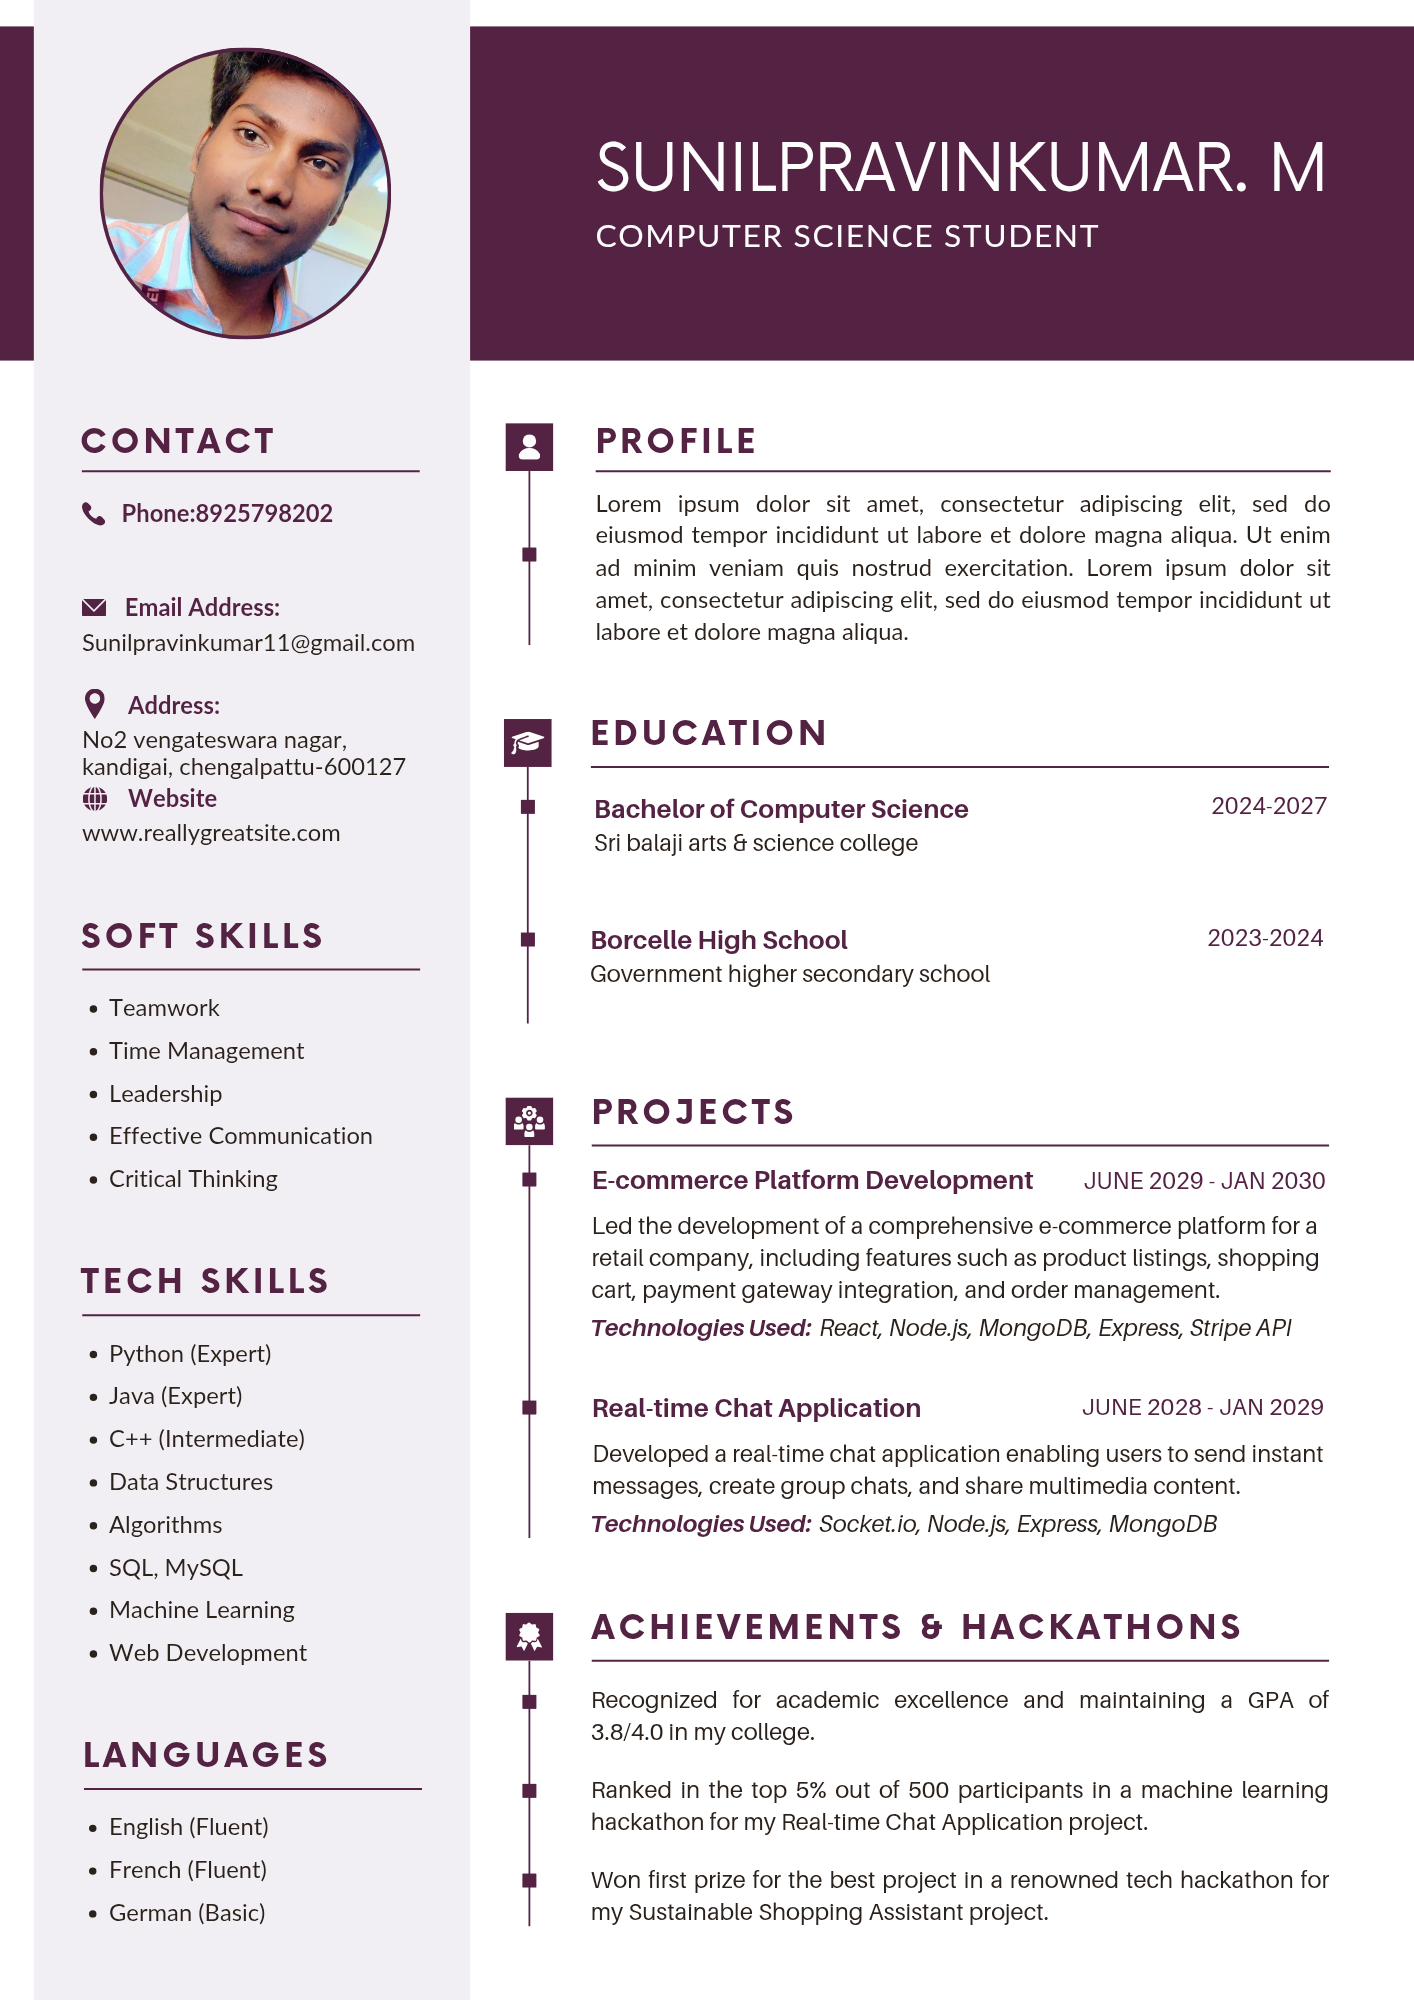 SUNILPRAVINKUMAR. M
COMPUTER SCIENCE STUDENT
CONTACT
Phone:8925798202
Email Address:
Sunilpravinkumar11@gmail.com
Address:
No2 vengateswara nagar,
kandigai, chengalpattu-600127
Website
www.reallygreatsite.com
SOFT SKILLS
• Teamwork
• Time Management
• Leadership
• Effective Communication
• Critical Thinking
TECH SKILLS
• Python (Expert)
• Java (Expert)
• C++ (Intermediate)
• Data Structures
• Algorithms
• SQL, MySQL
• Machine Learning
• Web Development
LANGUAGES
• English (Fluent)
• French (Fluent)
• German (Basic)
PROFILE
Lorem ipsum dolor sit amet, consectetur adipiscing elit, sed do
eiusmod tempor incididunt ut labore et dolore magna aliqua. Ut enim
ad minim veniam quis nostrud exercitation. Lorem ipsum dolor sit
amet, consectetur adipiscing elit, sed do eiusmod tempor incididunt ut
labore et dolore magna aliqua.
EDUCATION
Bachelor of Computer Science 2024-2027
Sri balaji arts & science college
Borcelle High School 2023-2024
Government higher secondary school
PROJECTS
E-commerce Platform Development JUNE 2029 - JAN 2030
Led the development of a comprehensive e-commerce platform for a
retail company, including features such as product listings, shopping
cart, payment gateway integration, and order management.
Technologies Used: React, Node.js, MongoDB, Express, Stripe API
Real-time Chat Application JUNE 2028 - JAN 2029
Developed a real-time chat application enabling users to send instant
messages, create group chats, and share multimedia content.
Technologies Used: Socket.io, Node.js, Express, MongoDB
ACHIEVEMENTS & HACKATHONS
Recognized for academic excellence and maintaining a GPA of
3.8/4.0 in my college.
Ranked in the top 5% out of 500 participants in a machine learning
hackathon for my Real-time Chat Application project.
Won first prize for the best project in a renowned tech hackathon for
my Sustainable Shopping Assistant project.